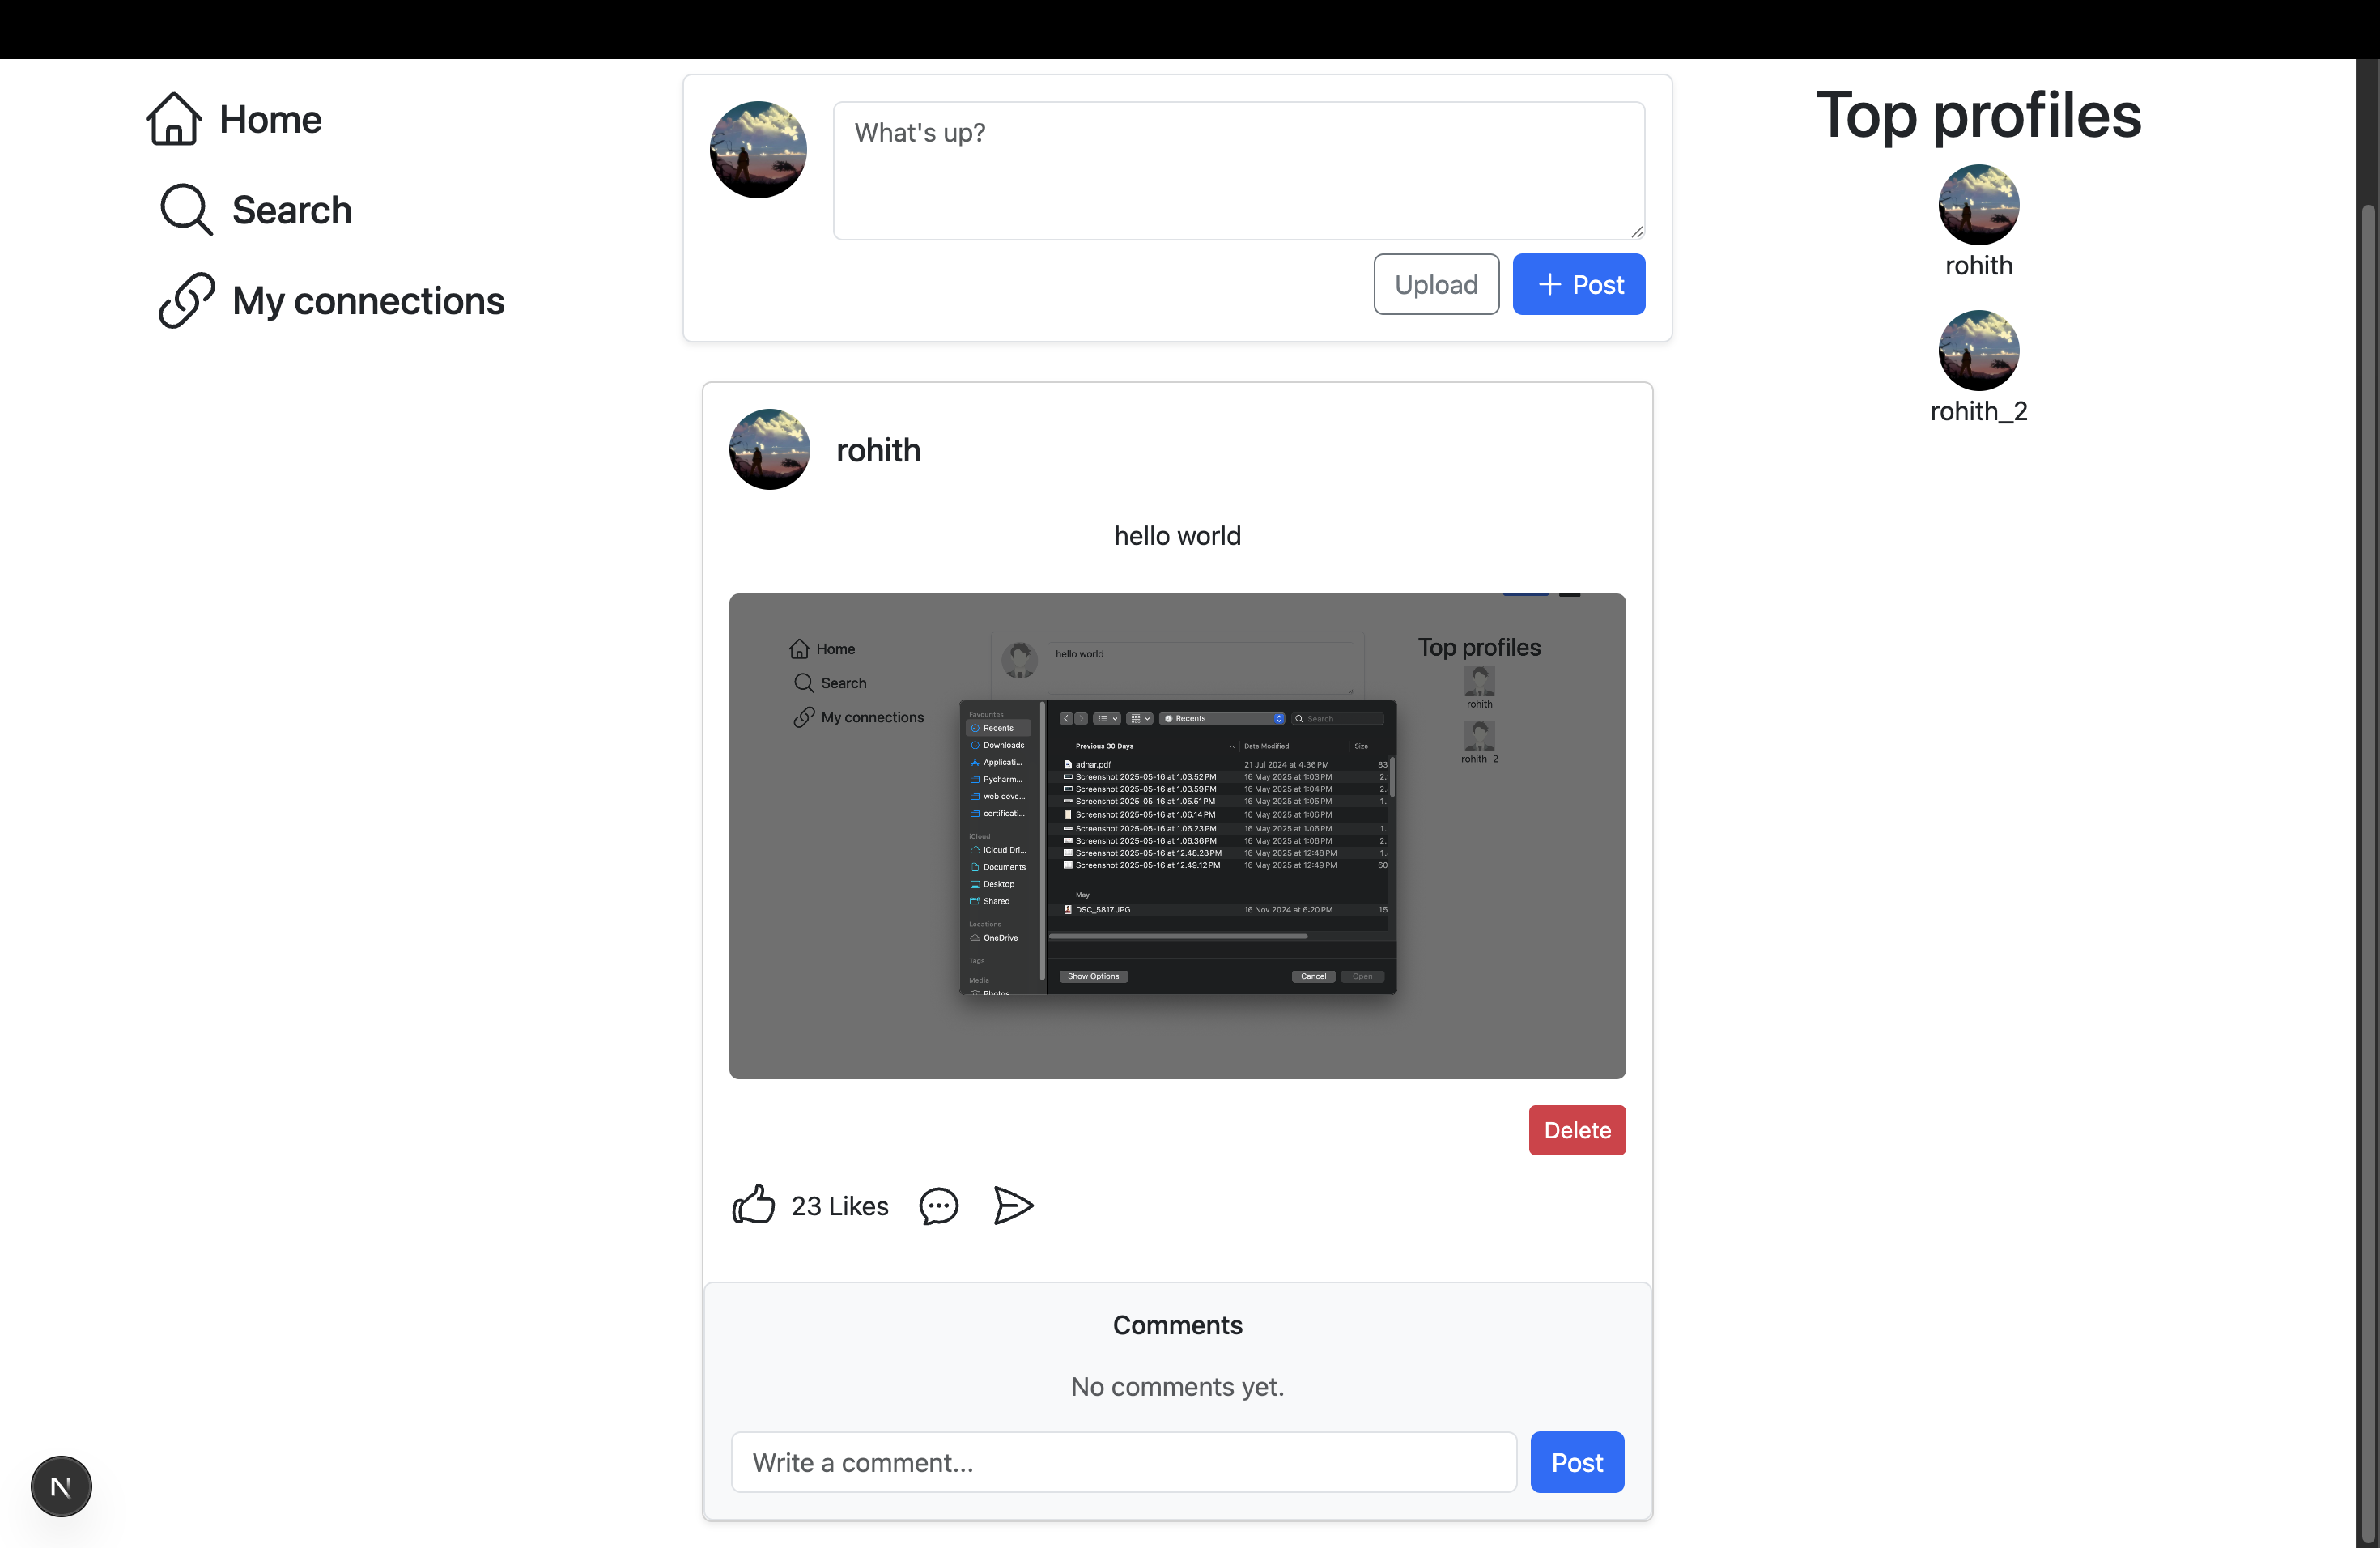 Home
Search
My connections
What's up?
Upload
+ Post
Top profiles
rohith
rohith_2
rohith
hello world
Home
Search
My connections
hello world
Top profiles
rohith
rohith_2
Favourites
Recents
Downloads
Applicati...
Pycharm...
web deve...
certificati...
iCloud
iCloud Dri...
Documents
Desktop
Shared
Locations
OneDrive
Tags
Media
Photos
Recents
Search
Previous 30 Days Date Modified Size
adhar.pdf 21 Jul 2024 at 4:36 PM 83
Screenshot 2025-05-16 at 1.03.52 PM 16 May 2025 at 1:03 PM 2.
Screenshot 2025-05-16 at 1.03.59 PM 16 May 2025 at 1:04 PM 2.
Screenshot 2025-05-16 at 1.05.51 PM 16 May 2025 at 1:05 PM 1.
Screenshot 2025-05-16 at 1.06.14 PM 16 May 2025 at 1:06 PM
Screenshot 2025-05-16 at 1.06.23 PM 16 May 2025 at 1:06 PM 1.
Screenshot 2025-05-16 at 1.06.36 PM 16 May 2025 at 1:06 PM 2.
Screenshot 2025-05-16 at 12.48.28 PM 16 May 2025 at 12:48 PM 1.
Screenshot 2025-05-16 at 12.49.12 PM 16 May 2025 at 12:49 PM 60
May
DSC_5817.JPG 16 Nov 2024 at 6:20 PM 15
Show Options
Cancel
Open
Delete
23 Likes
Comments
No comments yet.
Write a comment...
Post
N